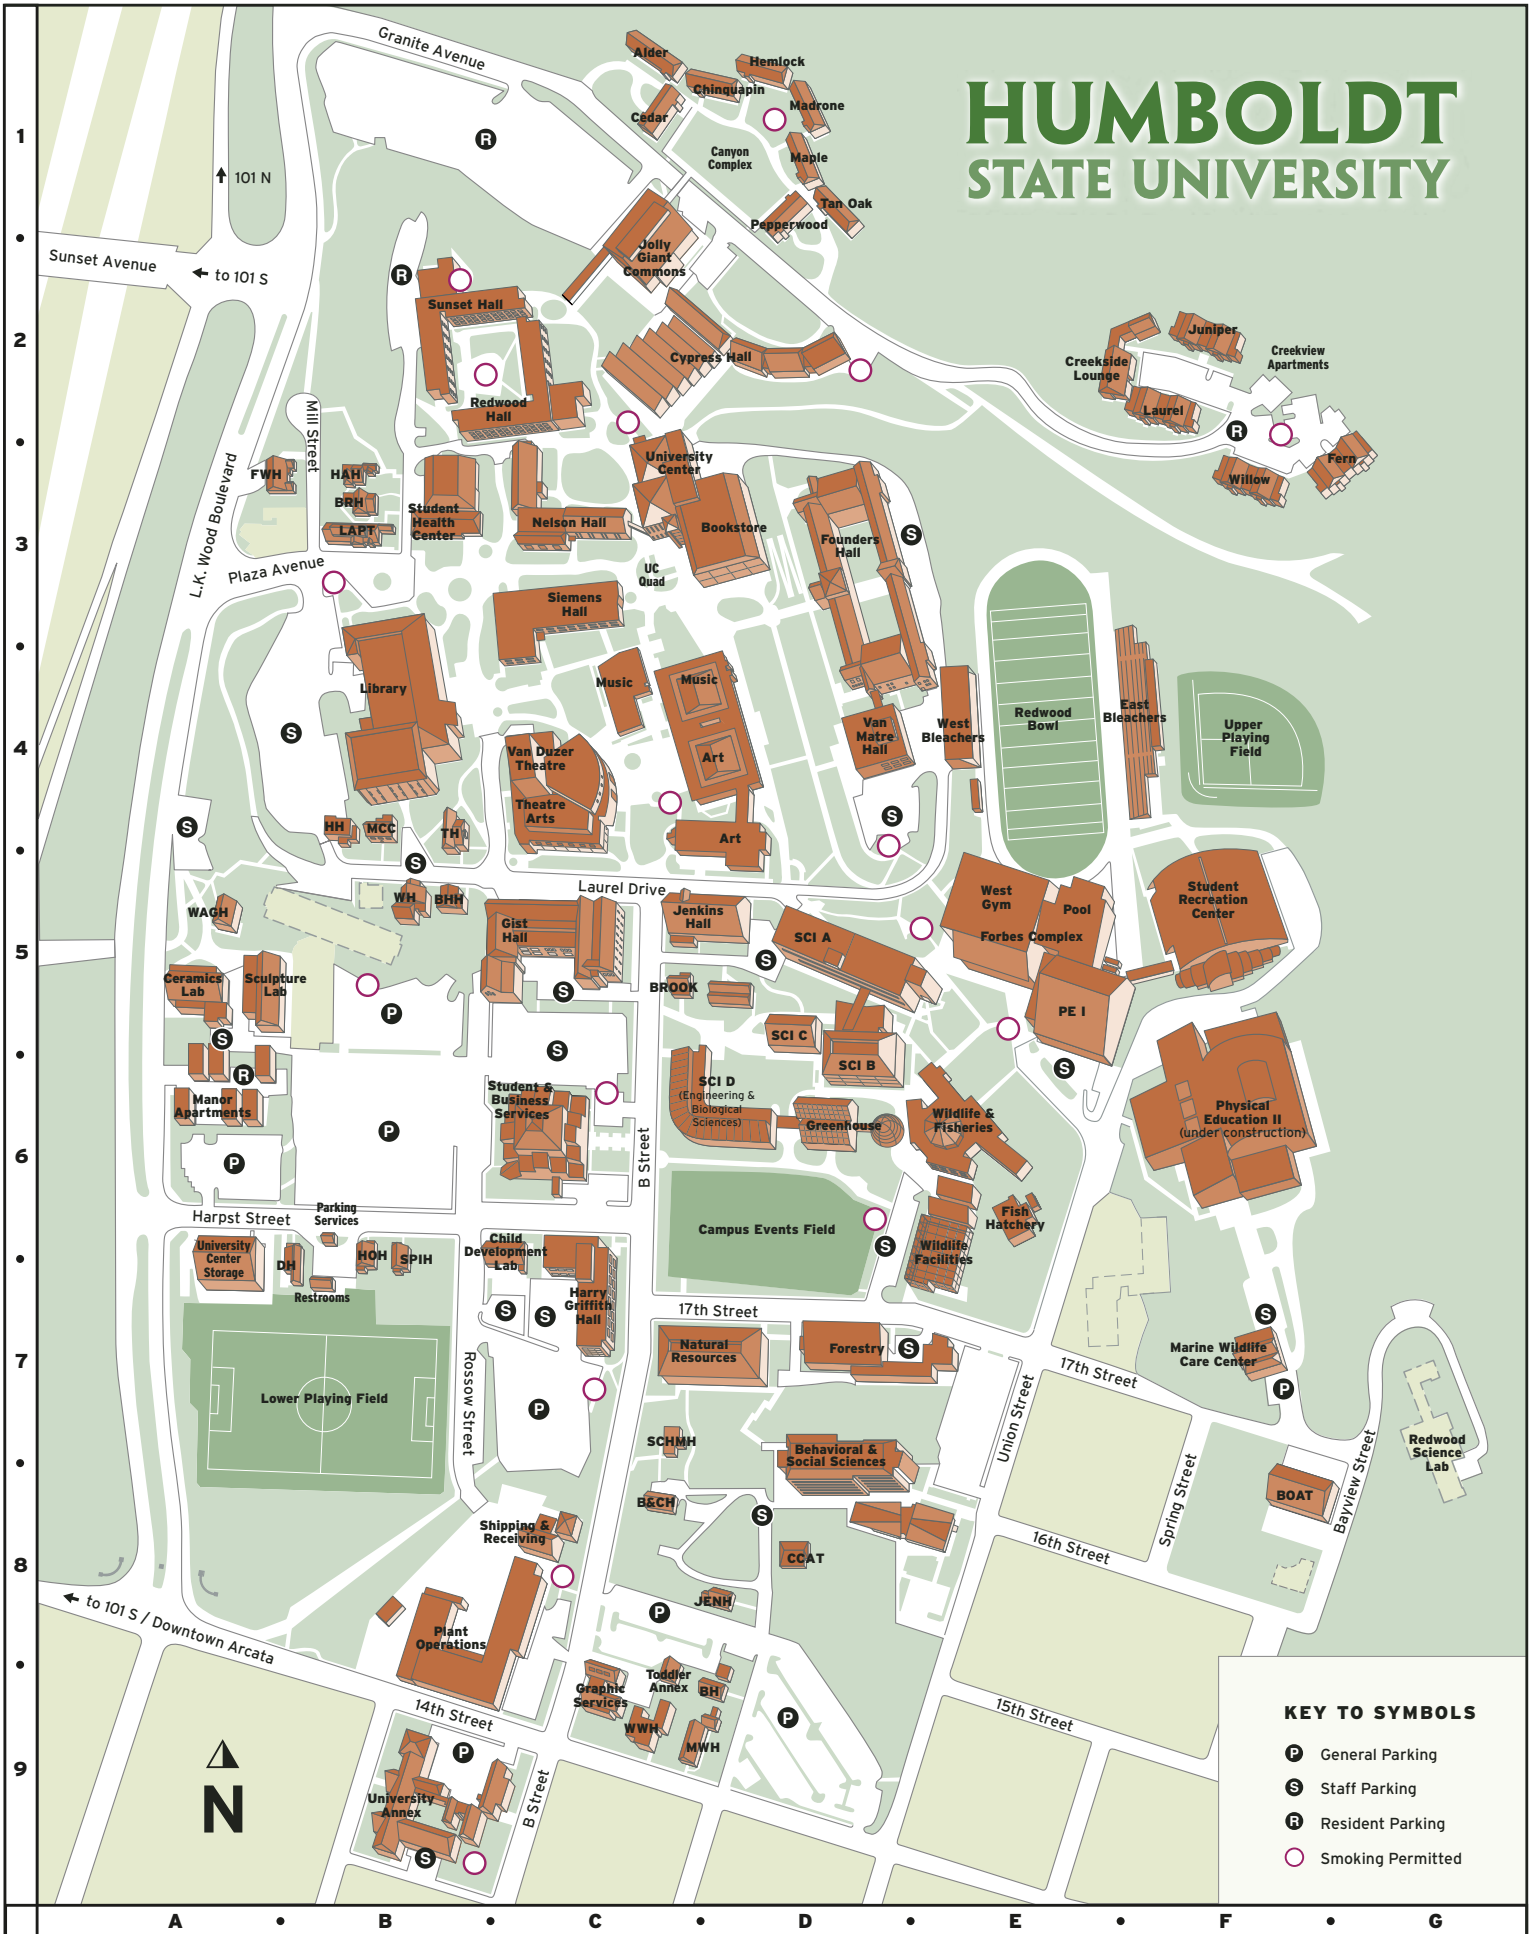 HUMBOLDT
STATE UNIVERSITY
Granite Avenue
Alder
Hemlock
Chinquapin
Madrone
Cedar
1
R
Canyon
Complex
Maple
101 N
Tan Oak
Pepperwood
Sunset Avenue
to 101 S
R
Jolly
Giant
Commons
Sunset Hall
2
Cypress Hall
Juniper
Creekview
Apartments
Creekside
Lounge
Redwood
Hall
Laurel
R
Mill Street
L.K. Wood Boulevard
FWH
HAH
BRH
LAPT
University
Center
Fern
Willow
Student
Health
Center
Nelson Hall
Bookstore
3
Founders
Hall
S
Plaza Avenue
UC
Quad
Siemens
Hall
Library
Music
Music
S
4
Van Duzer
Theatre
Art
Van
Matre
Hall
West
Bleachers
Redwood
Bowl
East
Bleachers
Upper
Playing
Field
Theatre
Arts
S
S
HH
MCC
TH
Art
S
Laurel Drive
WH
BHH
WAGH
Gist
Hall
Jenkins
Hall
SCI A
West
Gym
Pool
Forbes Complex
Student
Recreation
Center
5
S
Ceramics
Lab
Sculpture
Lab
BROOK
S
P
PE I
S
SCI C
S
SCI B
S
R
Manor
Apartments
Student &
Business
Services
SCI D
(Engineering &
Biological
Sciences)
Greenhouse
Wildlife &
Fisheries
Physical
Education II
(under construction)
P
6
P
B Street
Harpst Street
Parking
Services
Campus Events Field
Fish
Hatchery
University
Center
Storage
DH
HOH
SPIH
Child
Development
Lab
S
Wildlife
Facilities
Restrooms
Harry
Griffith
Hall
S
S
17th Street
S
7
Natural
Resources
Forestry
S
Marine Wildlife
Care Center
17th Street
P
Lower Playing Field
Rossow Street
P
Union Street
SCHMH
Behavioral &
Social Sciences
Redwood
Science
Lab
Spring Street
Bayview Street
BOAT
B&CH
S
Shipping &
Receiving
16th Street
8
CCAT
to 101 S / Downtown Arcata
JENH
P
Plant
Operations
Toddler
Annex
Graphic
Services
BH
14th Street
WWH
P
15th Street
MWH
KEY TO SYMBOLS
P General Parking
S Staff Parking
R Resident Parking
Smoking Permitted
9
N
P
University
Annex
B Street
S
A
B
C
D
E
F
G